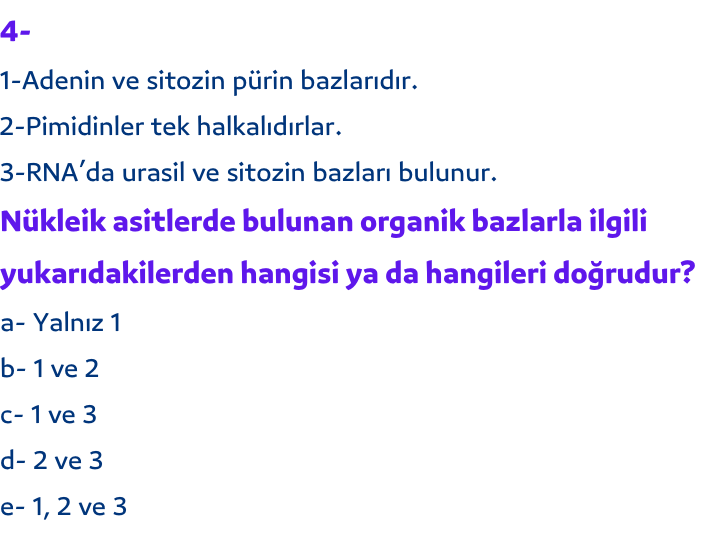 4-
1-Adenin ve sitozin pürin bazlarıdır.
2-Pimidinler tek halkalıdırlar.
3-RNA’da urasil ve sitozin bazları bulunur.
Nükleik asitlerde bulunan organik bazlarla ilgili
yukarıdakilerden hangisi ya da hangileri doğrudur?
a- Yalnız 1
b- 1 ve 2
c- 1 ve 3
d- 2 ve 3
e- 1, 2 ve 3